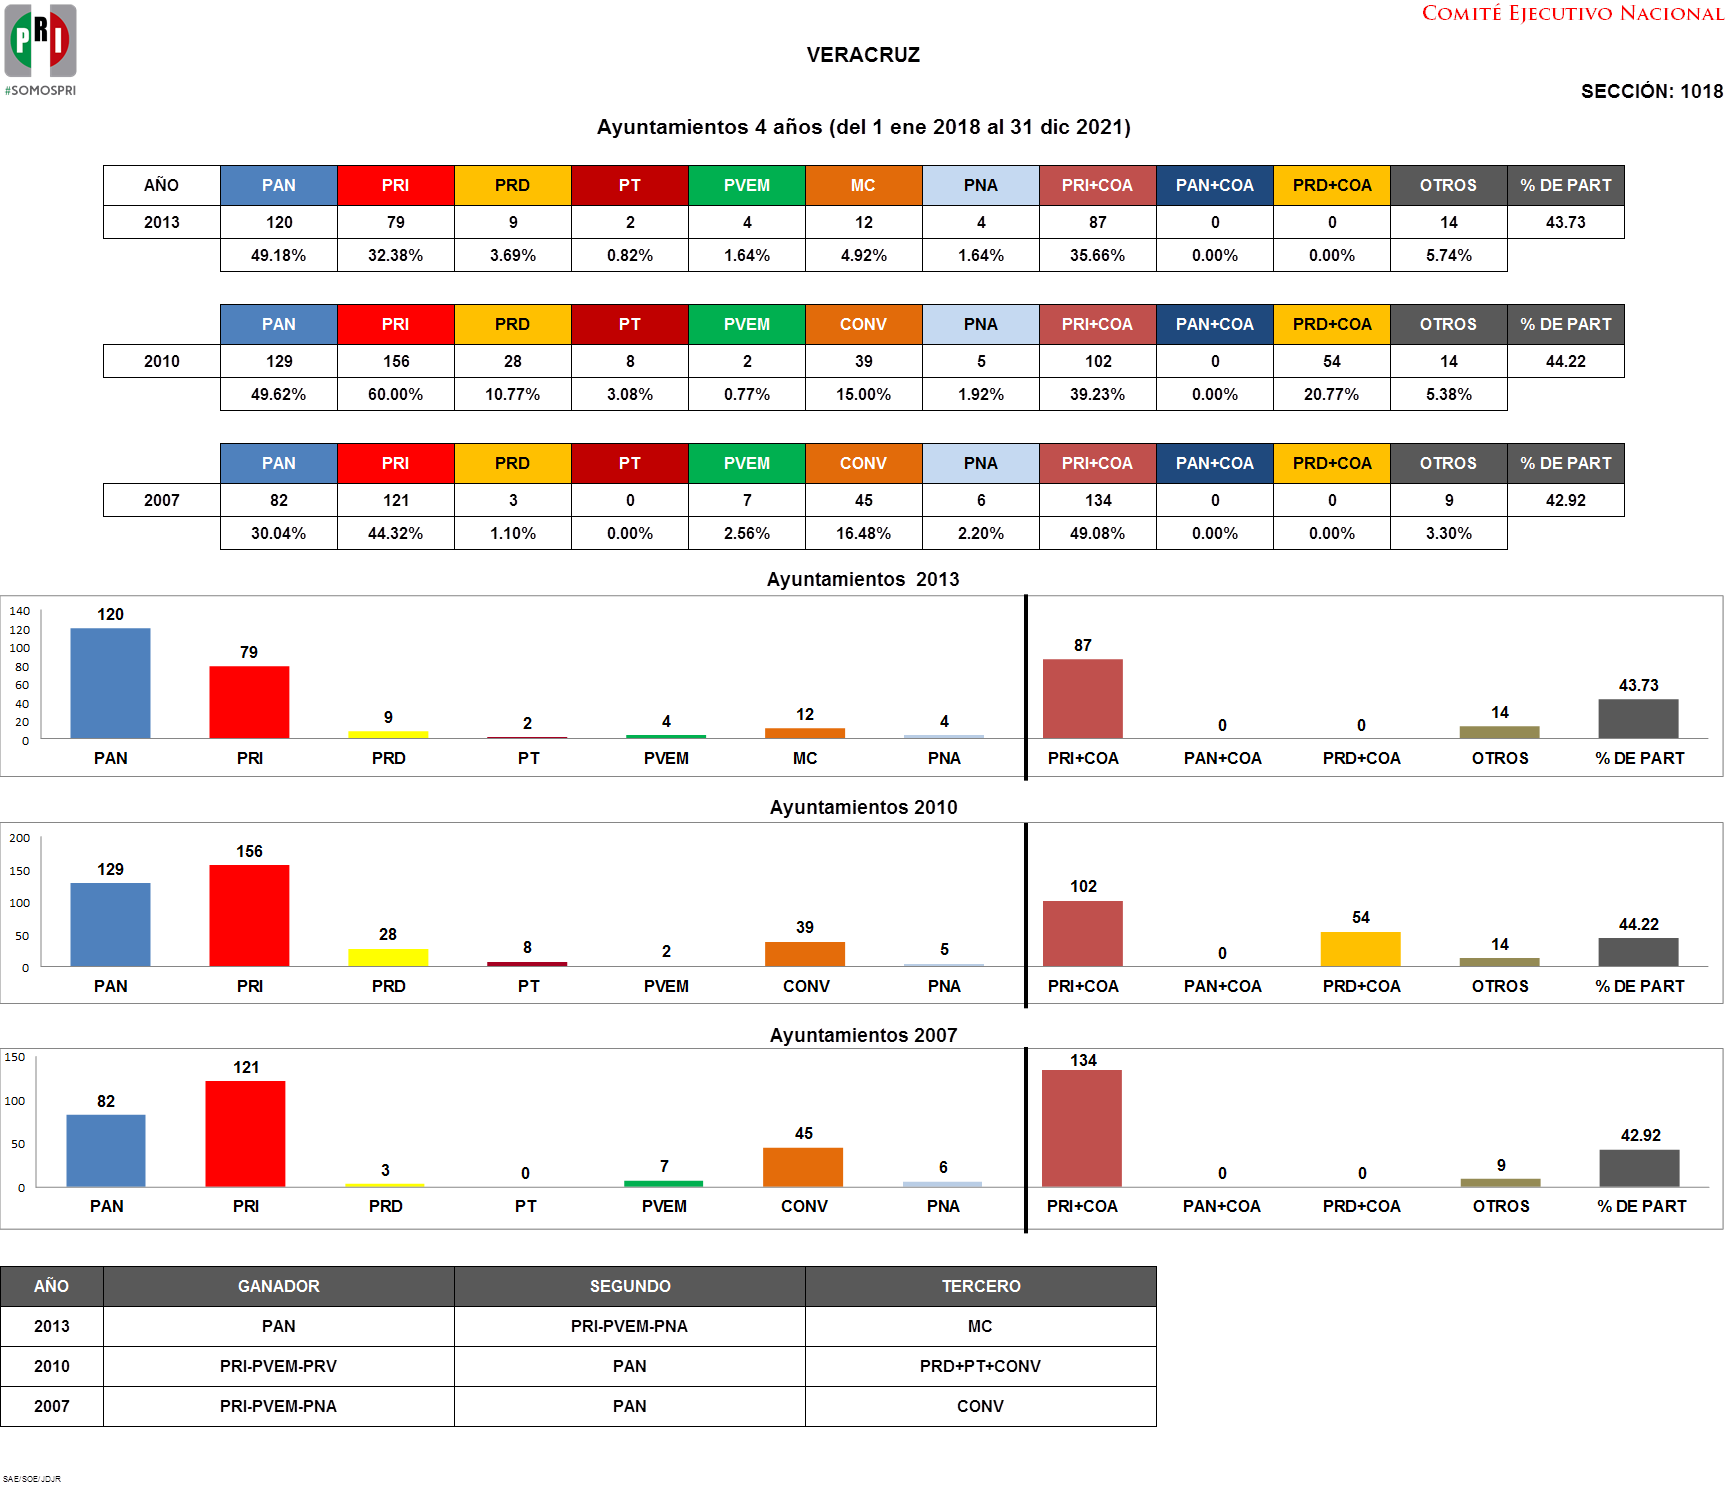 COMITÉ EJECUTIVO NACIONAL
PRI
#SOMOSPRI
VERACRUZ
SECCIÓN: 1018
Ayuntamientos 4 años (del 1 ene 2018 al 31 dic 2021)
AÑO PAN PRI PRD PT PVEM MC PNA PRI+COA PAN+COA PRD+COA OTROS % DE PART
2013 120 79 9 2 4 12 4 87 0 0 14 43.73
49.18% 32.38% 3.69% 0.82% 1.64% 4.92% 1.64% 35.66% 0.00% 0.00% 5.74%
PAN PRI PRD PT PVEM CONV PNA PRI+COA PAN+COA PRD+COA OTROS % DE PART
2010 129 156 28 8 2 39 5 102 0 54 14 44.22
49.62% 60.00% 10.77% 3.08% 0.77% 15.00% 1.92% 39.23% 0.00% 20.77% 5.38%
PAN PRI PRD PT PVEM CONV PNA PRI+COA PAN+COA PRD+COA OTROS % DE PART
2007 82 121 3 0 7 45 6 134 0 0 9 42.92
30.04% 44.32% 1.10% 0.00% 2.56% 16.48% 2.20% 49.08% 0.00% 0.00% 3.30%
Ayuntamientos 2013
140
120
100
80
60
40
20
0
120 79 9 2 4 12 4 87 0 0 14 43.73
PAN PRI PRD PT PVEM MC PNA PRI+COA PAN+COA PRD+COA OTROS % DE PART
Ayuntamientos 2010
200
150
100
50
0
129 156 28 8 2 39 5 102 0 54 14 44.22
PAN PRI PRD PT PVEM CONV PNA PRI+COA PAN+COA PRD+COA OTROS % DE PART
Ayuntamientos 2007
150
100
50
0
82 121 3 0 7 45 6 134 0 0 9 42.92
PAN PRI PRD PT PVEM CONV PNA PRI+COA PAN+COA PRD+COA OTROS % DE PART
AÑO GANADOR SEGUNDO TERCERO
2013 PAN PRI-PVEM-PNA MC
2010 PRI-PVEM-PRV PAN PRD+PT+CONV
2007 PRI-PVEM-PNA PAN CONV
SAE/SOE/JDJR